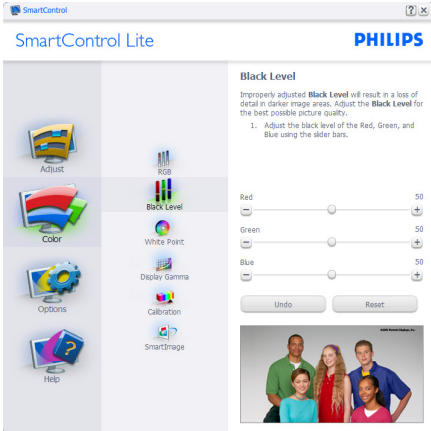 SmartControl
SmartControl Lite
PHILIPS
Adjust
Color
Options
Help
RGB
Black Level
White Point
Display Gamma
Calibration
SmartImage
Black Level
Improperly adjusted Black Level will result in a loss of
detail in darker image areas. Adjust the Black Level for
the best possible picture quality.
1. Adjust the black level of the Red, Green, and
Blue using the slider bars.
Red 50
Green 50
Blue 50
Undo Reset